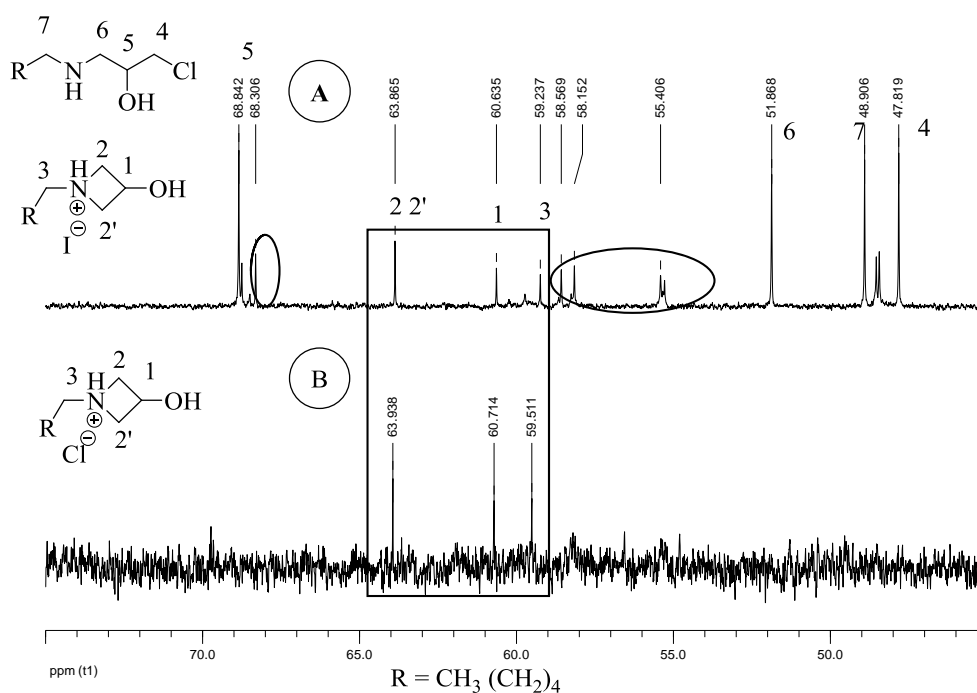 7
6
4
5
R
N
H
OH
Cl
5
A
68.842
68.306
63.865
60.635
59.237
58.569
58.152
55.406
51.868
48.906
47.819
6
7
4
3
H
2
1
N
OH
R
⊕
I⊖
2'
2 2'
1
3
B
3
H
2
1
N
OH
R
⊕
Cl⊖
2'
63.938
60.714
59.511
70.0
65.0
60.0
55.0
50.0
ppm (t1)
R = CH3 (CH2)4